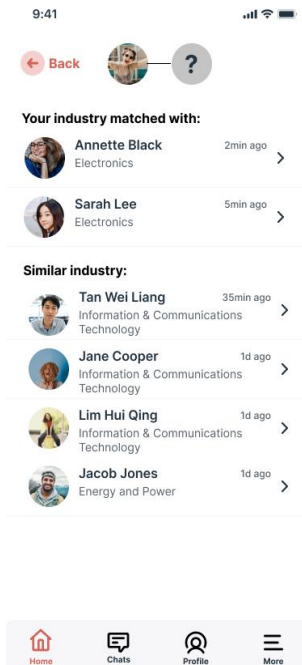 9:41
Back
?
Your industry matched with:
Annette Black
2min ago
Electronics
Sarah Lee
5min ago
Electronics
Similar industry:
Tan Wei Liang
35min ago
Information & Communications
Technology
Jane Cooper
1d ago
Information & Communications
Technology
Lim Hui Qing
1d ago
Information & Communications
Technology
Jacob Jones
1d ago
Energy and Power
Home
Chats
Profile
More